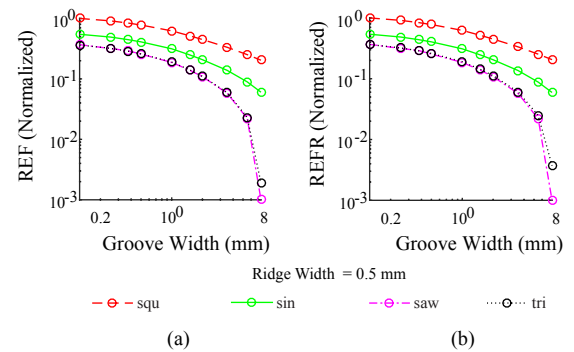 10^0
10^-1
10^-2
10^-3
REF (Normalized)
0.2 10^0 8
Groove Width (mm)
10^0
10^-1
10^-2
10^-3
REFR (Normalized)
0.2 10^0 8
Groove Width (mm)
Ridge Width = 0.5 mm
squ sin saw tri
(a) (b)